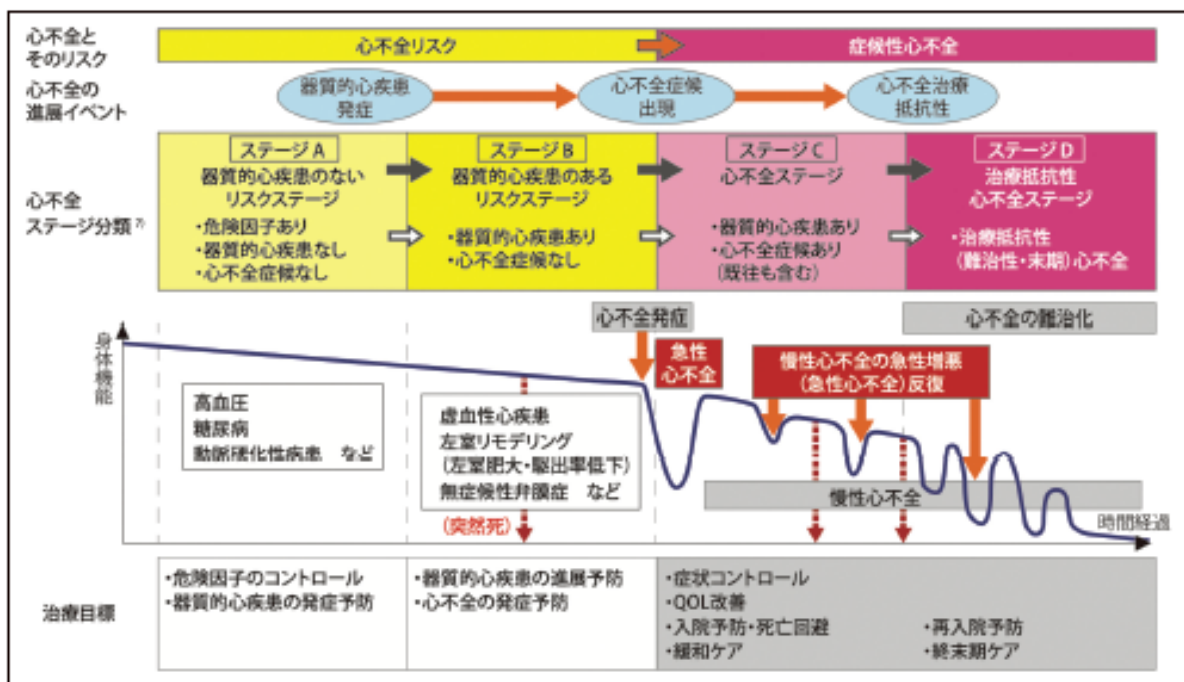 心不全と
そのリスク
心不全リスク
症候性心不全
心不全の
進展イベント
器質的心疾患
発症
心不全症候
出現
心不全治療
抵抗性
心不全
ステージ分類 7)
ステージA
器質的心疾患のない
リスクステージ
・危険因子あり
・器質的心疾患なし
・心不全症候なし
ステージB
器質的心疾患のある
リスクステージ
・器質的心疾患あり
・心不全症候なし
ステージC
心不全ステージ
・器質的心疾患あり
・心不全症候あり
(既往も含む)
ステージD
治療抵抗性
心不全ステージ
・治療抵抗性
(難治性・末期)心不全
心不全発症
心不全の難治化
身体機能
急性
心不全
慢性心不全の急性増悪
(急性心不全)反復
高血圧
糖尿病
動脈硬化性疾患 など
虚血性心疾患
左室リモデリング
(左室肥大・駆出率低下)
無症候性弁膜症 など
(突然死)
慢性心不全
時間経過
治療目標
・危険因子のコントロール
・器質的心疾患の発症予防
・器質的心疾患の進展予防
・心不全の発症予防
・症状コントロール
・QOL改善
・入院予防・死亡回避
・緩和ケア
・再入院予防
・終末期ケア